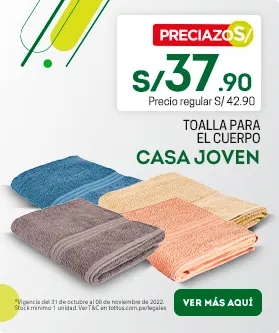 PRECIAZO S/
S/37.90
Precio regular S/ 42.90
TOALLA PARA
EL CUERPO
CASA JOVEN
*Vigencia del 31 de octubre al 06 de noviembre de 2022.
Stock mínimo 1 unidad. Ver T&C en tottus.com.pe/legales
VER MÁS AQUÍ